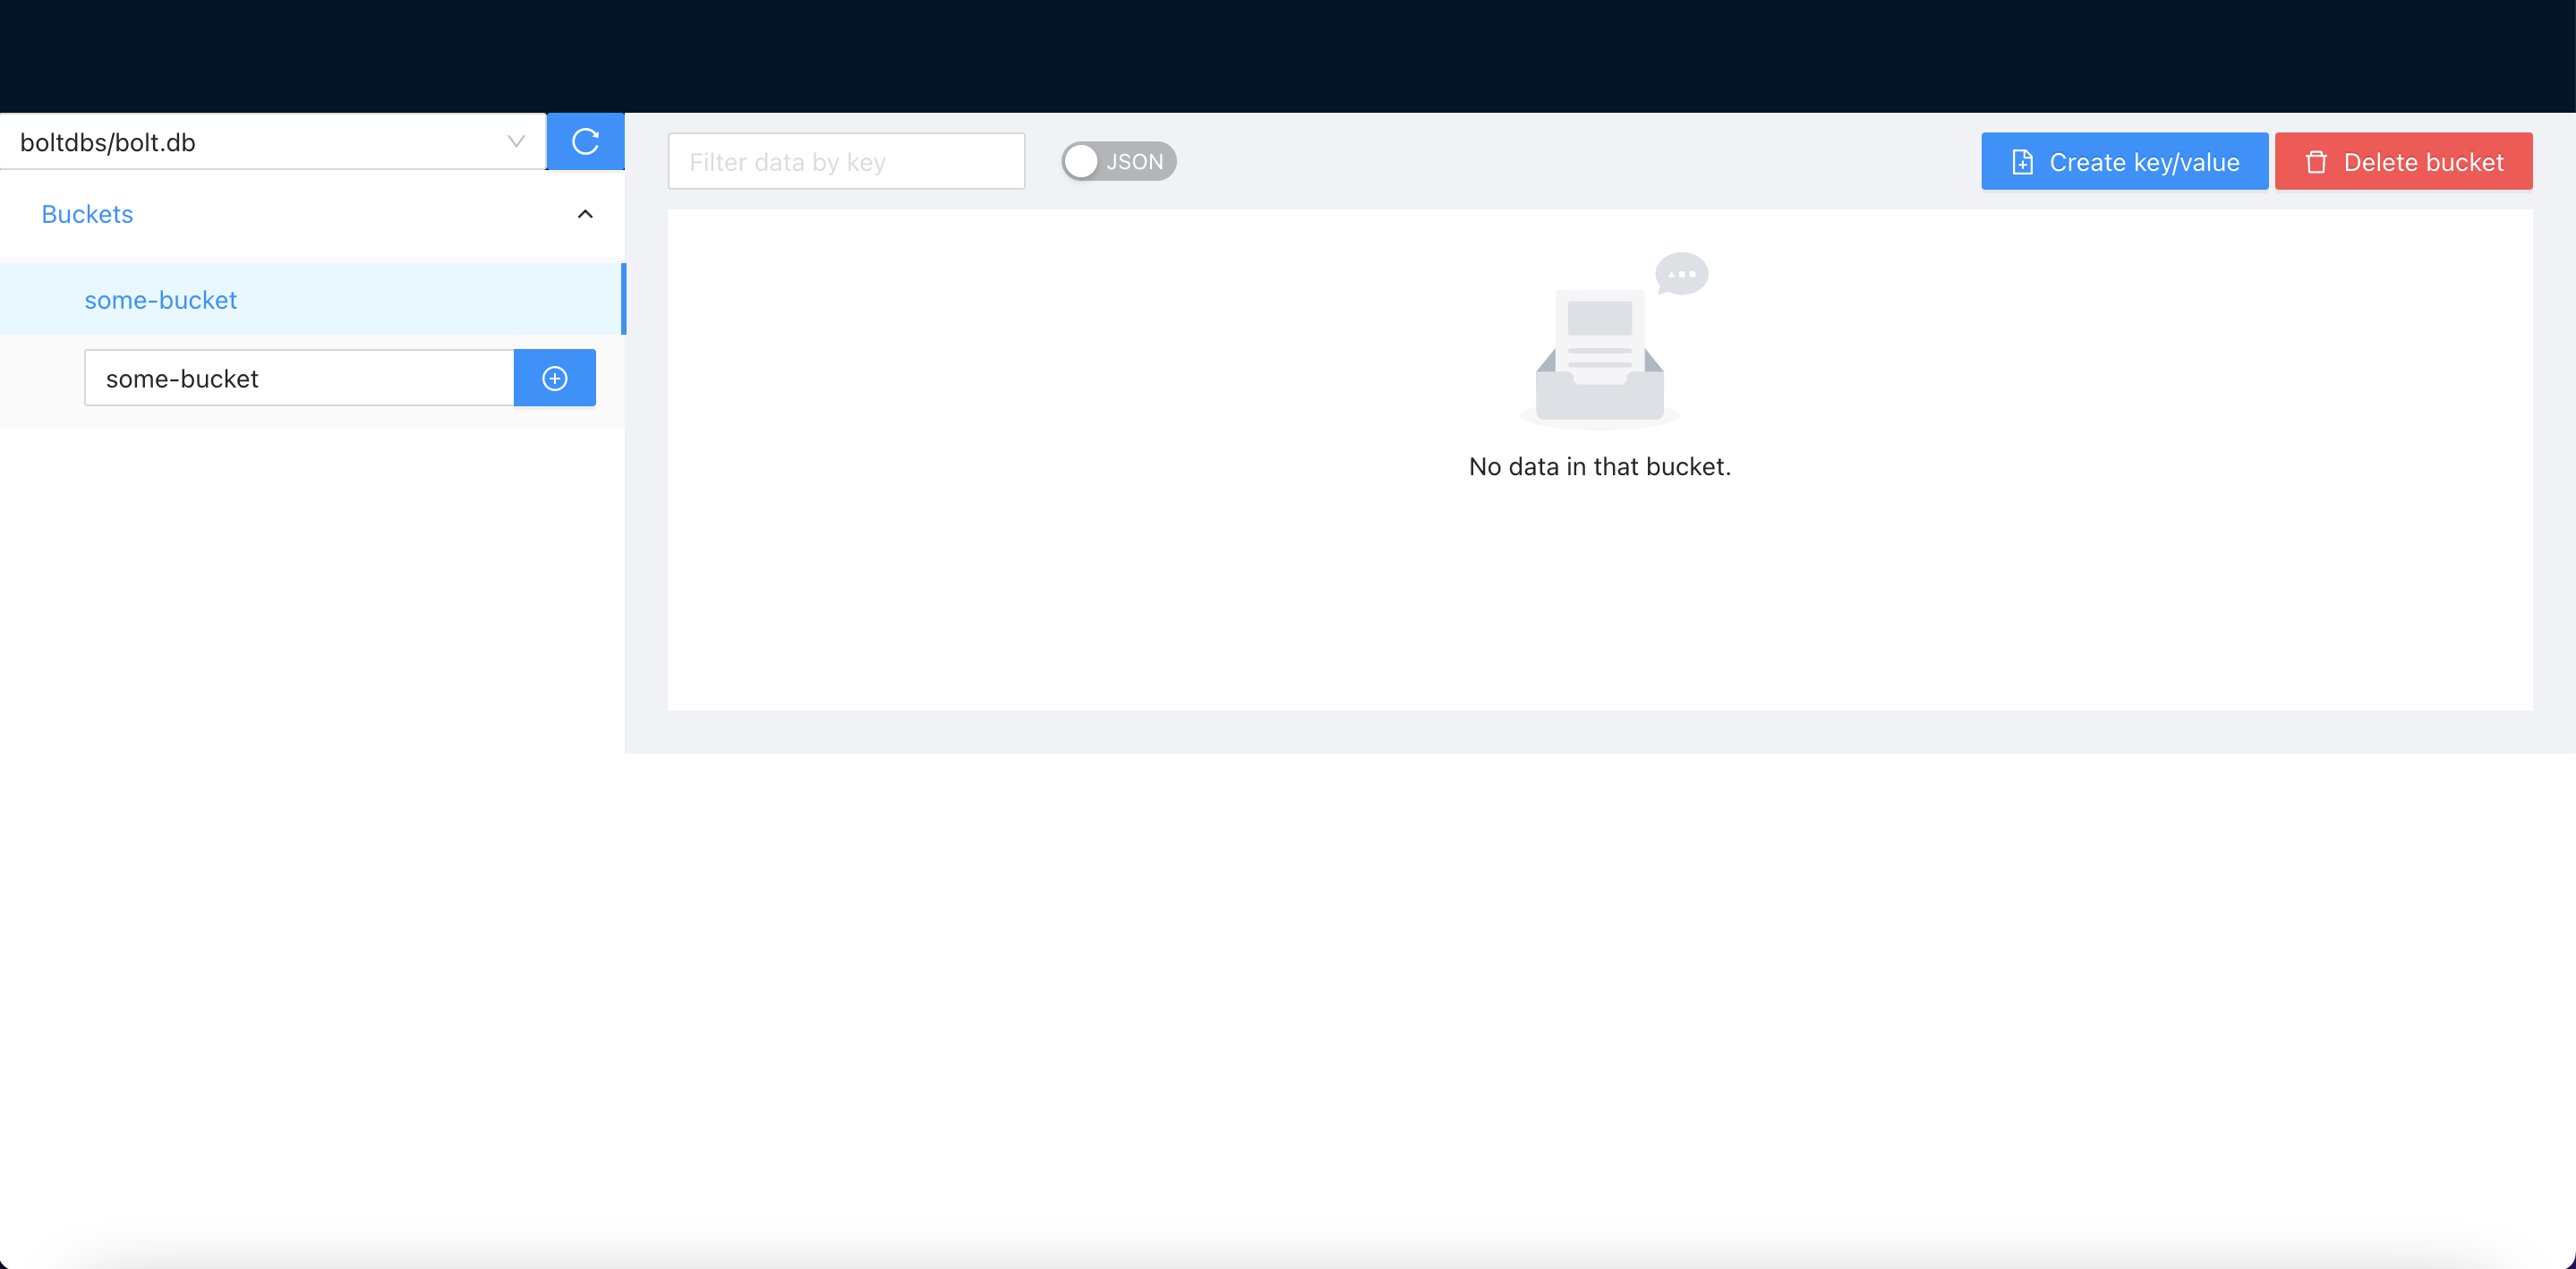 boltdbs/bolt.db
Buckets
some-bucket
some-bucket
Filter data by key
JSON
Create key/value
Delete bucket
No data in that bucket.